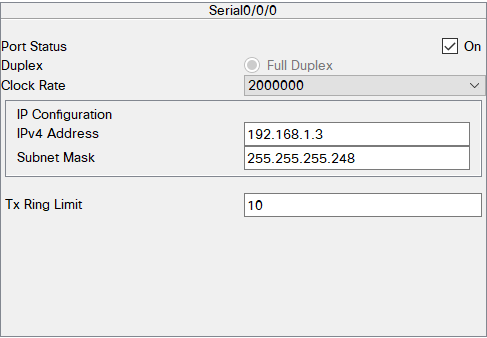 Serial0/0/0
Port Status On
Duplex Full Duplex
Clock Rate 2000000
IP Configuration
IPv4 Address 192.168.1.3
Subnet Mask 255.255.255.248
Tx Ring Limit 10